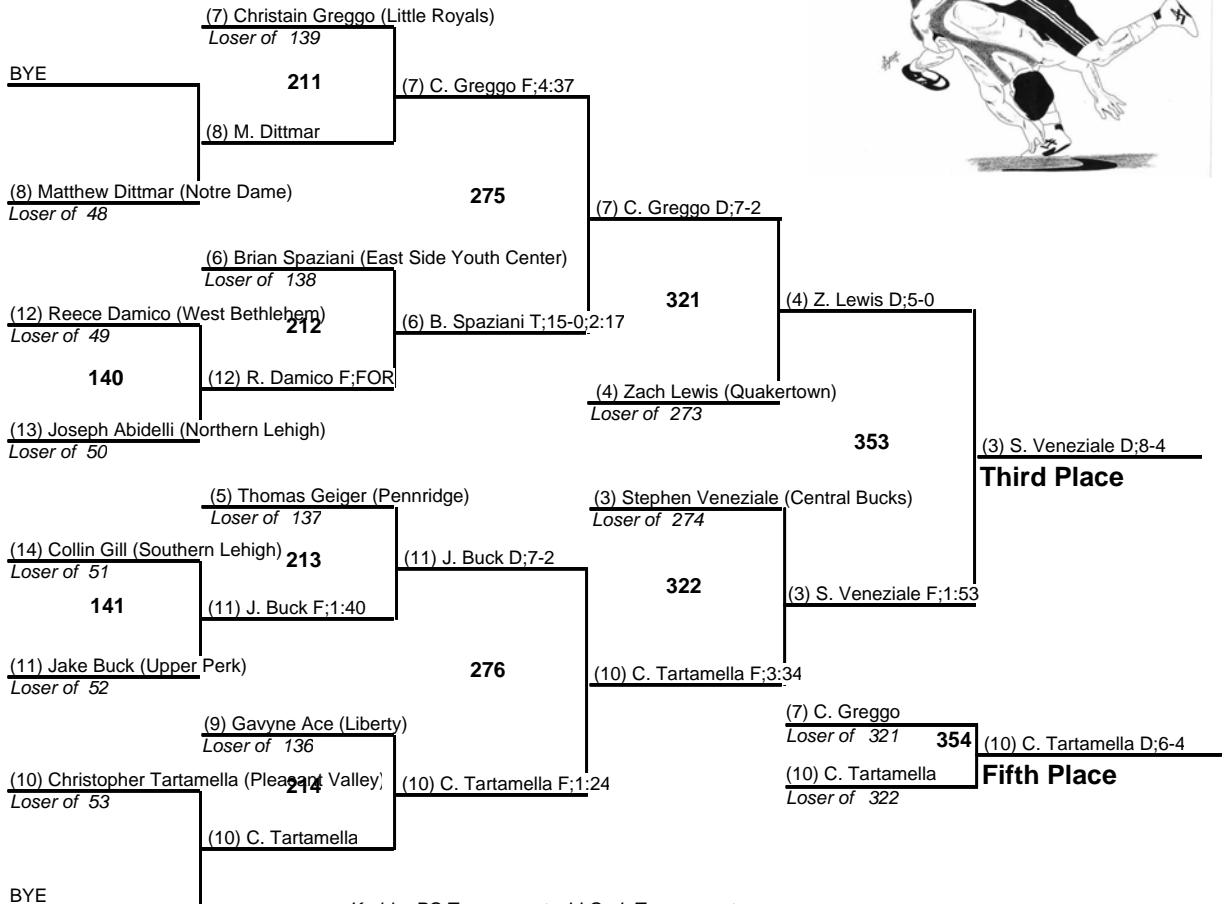 (7) Christain Greggo (Little Royals)
Loser of 139
BYE
211
(7) C. Greggo F;4:37
(8) M. Dittmar
(8) Matthew Dittmar (Notre Dame)
Loser of 48
275
(7) C. Greggo D;7-2
(6) Brian Spaziani (East Side Youth Center)
Loser of 138
(12) Reece Damico (West Bethlehem)
Loser of 49
212
(6) B. Spaziani T;15-0;2:17
321
(4) Z. Lewis D;5-0
140
(12) R. Damico F;FOR
(4) Zach Lewis (Quakertown)
Loser of 273
(13) Joseph Abidelli (Northern Lehigh)
Loser of 50
353
(3) S. Veneziale D;8-4
Third Place
(5) Thomas Geiger (Pennridge)
Loser of 137
(3) Stephen Veneziale (Central Bucks)
Loser of 274
(14) Collin Gill (Southern Lehigh)
Loser of 51
213
(11) J. Buck D;7-2
322
141
(11) J. Buck F;1:40
(3) S. Veneziale F;1:53
(11) Jake Buck (Upper Perk)
Loser of 52
276
(10) C. Tartamella F;3:34
(9) Gavyne Ace (Liberty)
Loser of 136
(7) C. Greggo
Loser of 321
354
(10) C. Tartamella D;6-4
Fifth Place
(10) Christopher Tartamella (Pleasant Valley)
Loser of 53
214
(10) C. Tartamella F;1:24
(10) C. Tartamella
Loser of 322
(10) C. Tartamella
BYE